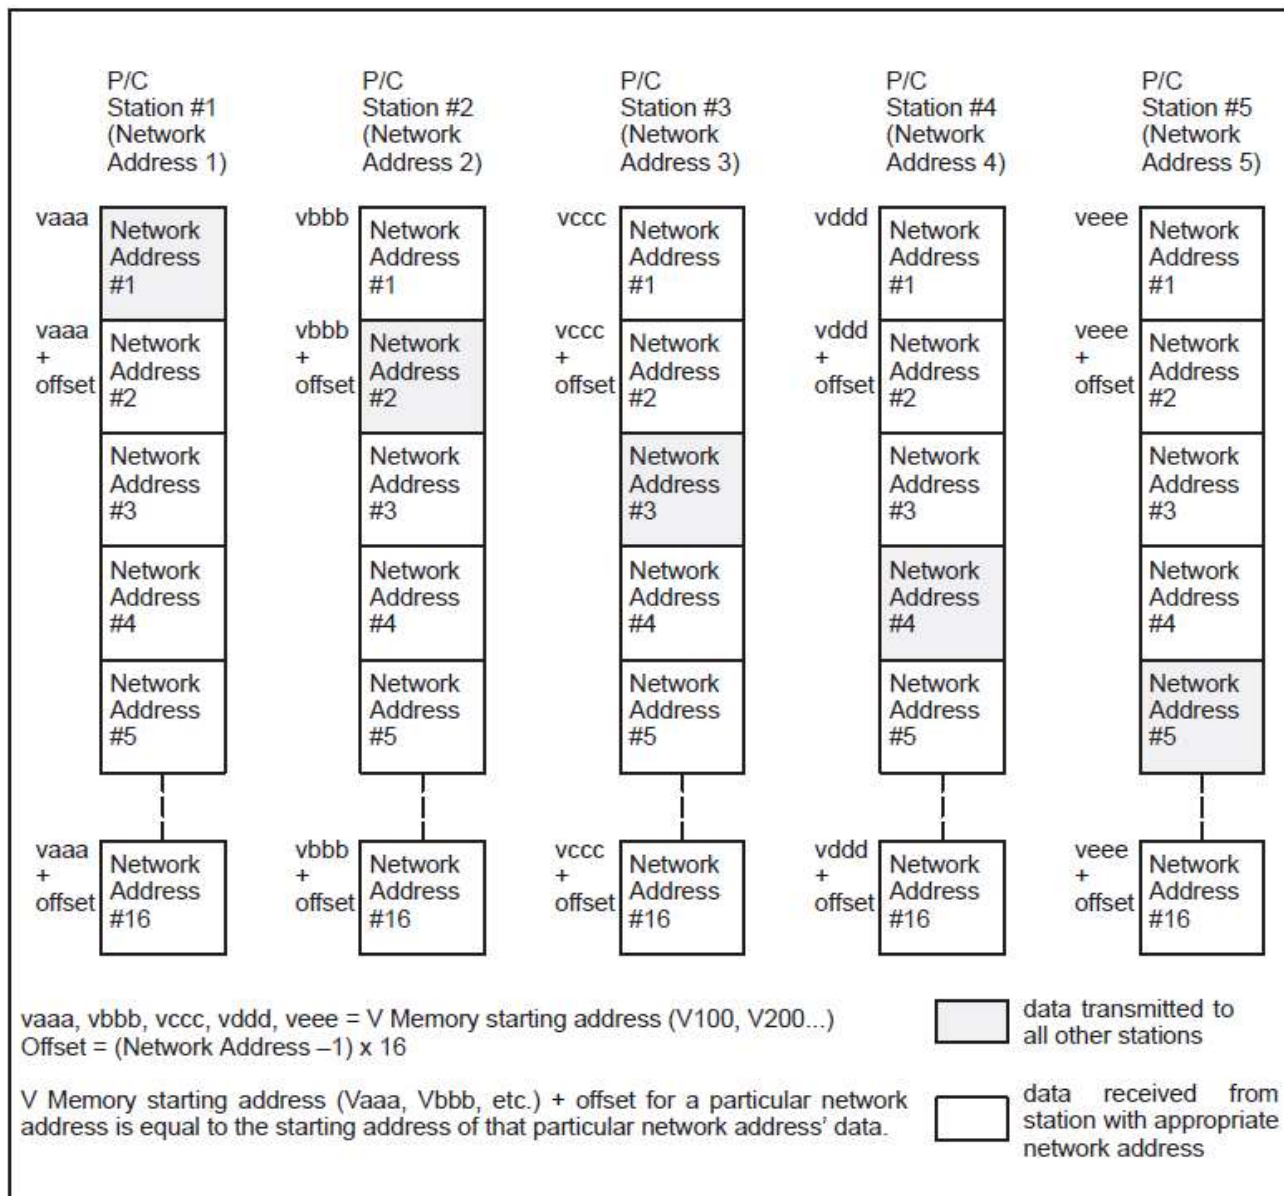 P/C
Station #1
(Network
Address 1)
P/C
Station #2
(Network
Address 2)
P/C
Station #3
(Network
Address 3)
P/C
Station #4
(Network
Address 4)
P/C
Station #5
(Network
Address 5)
vaaa
Network
Address
#1
vaaa
+
offset
Network
Address
#2
Network
Address
#3
Network
Address
#4
Network
Address
#5
vaaa
+
offset
Network
Address
#16
vbbb
Network
Address
#1
vbbb
+
offset
Network
Address
#2
Network
Address
#3
Network
Address
#4
Network
Address
#5
vbbb
+
offset
Network
Address
#16
vccc
Network
Address
#1
vccc
+
offset
Network
Address
#2
Network
Address
#3
Network
Address
#4
Network
Address
#5
vccc
+
offset
Network
Address
#16
vddd
Network
Address
#1
vddd
+
offset
Network
Address
#2
Network
Address
#3
Network
Address
#4
Network
Address
#5
vddd
+
offset
Network
Address
#16
veee
Network
Address
#1
veee
+
offset
Network
Address
#2
Network
Address
#3
Network
Address
#4
Network
Address
#5
veee
+
offset
Network
Address
#16
vaaa, vbbb, vccc, vddd, veee = V Memory starting address (V100, V200...)
Offset = (Network Address –1) x 16
V Memory starting address (Vaaa, Vbbb, etc.) + offset for a particular network
address is equal to the starting address of that particular network address' data.
data transmitted to
all other stations
data received from
station with appropriate
network address